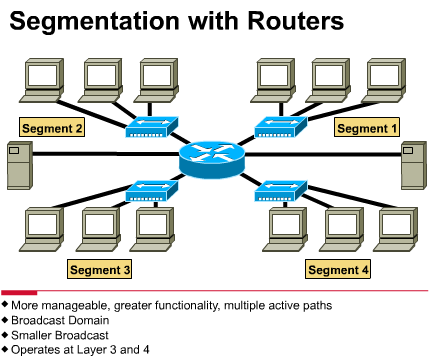 Segmentation with Routers
Segment 2
Segment 1
Segment 3
Segment 4
More manageable, greater functionality, multiple active paths
Broadcast Domain
Smaller Broadcast
Operates at Layer 3 and 4